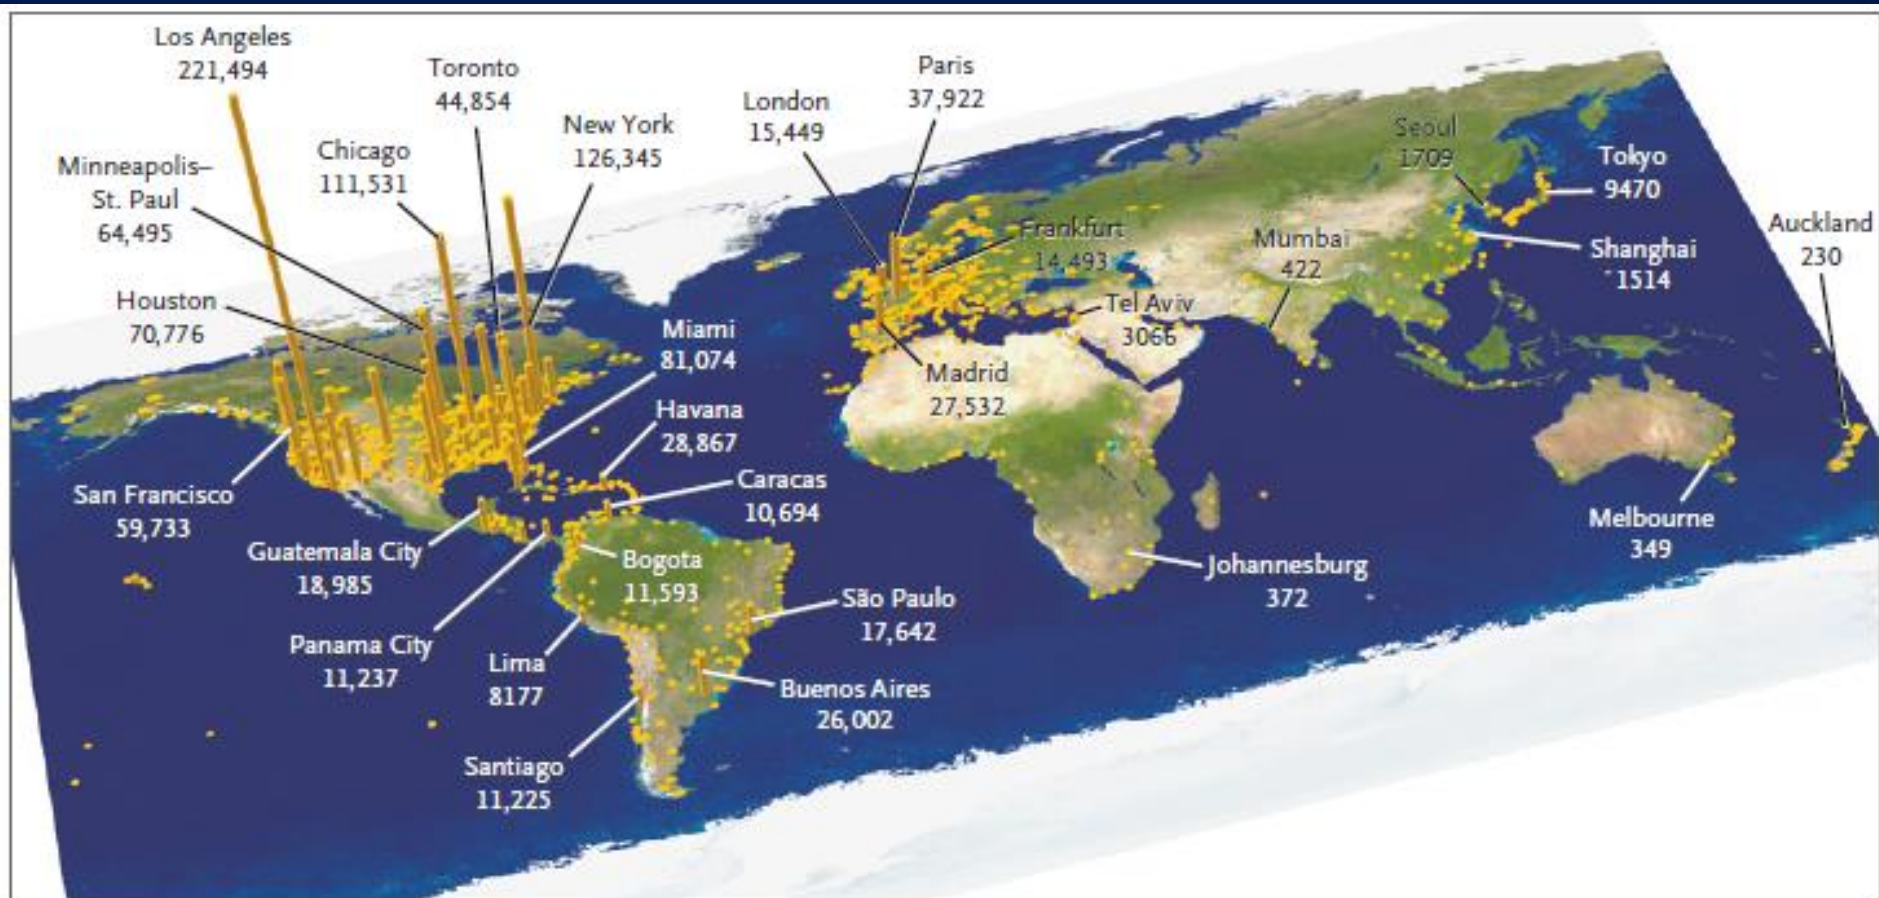 Los Angeles
221,494
Toronto
44,854
Paris
37,922
London
15,449
New York
126,345
Chicago
111,531
Minneapolis–
St. Paul
64,495
Seoul
1709
Tokyo
9470
Auckland
230
Frankfurt
14,493
Mumbai
422
Shanghai
1514
Houston
70,776
Miami
81,074
Tel Aviv
3066
Madrid
27,532
Havana
28,867
San Francisco
59,733
Caracas
10,694
Melbourne
349
Guatemala City
18,985
Bogota
11,593
Johannesburg
372
São Paulo
17,642
Panama City
11,237
Lima
8177
Buenos Aires
26,002
Santiago
11,225